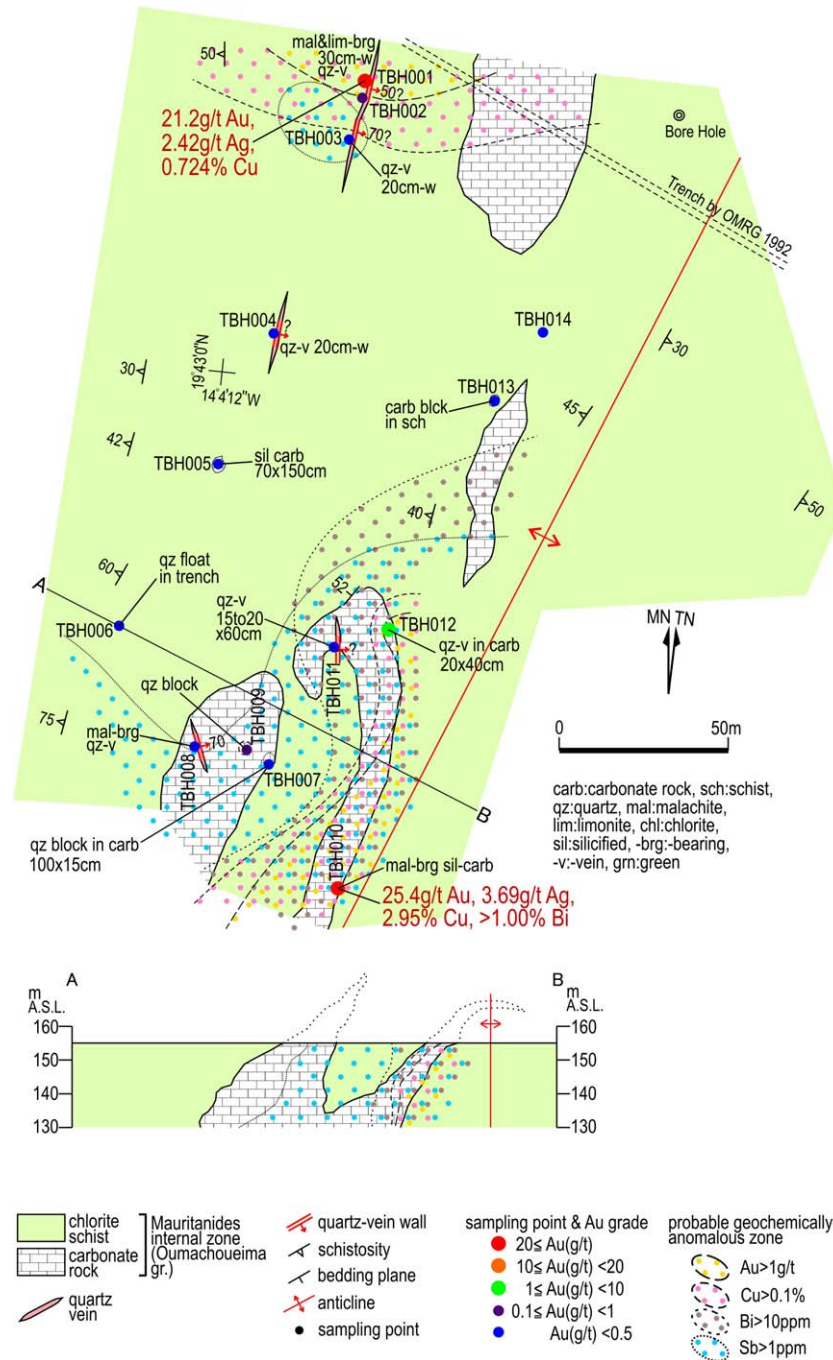 50
mal&lim-brg
30cm-w
qz-v
TBH001
50?
TBH002
21.2g/t Au,
2.42g/t Ag,
0.724% Cu
TBH003
70?
qz-v
20cm-w
Bore Hole
Trench by OMRG 1992
TBH004
?
qz-v 20cm-w
TBH014
30
19°43'0"N
14°4'12"W
30
TBH013
carb blck
in sch
45
42
TBH005
sil carb
70x150cm
40
50
60
qz float
in trench
A
qz-v
15to20
x60cm
52
TBH012
qz-v in carb
20x40cm
MN TN
TBH006
TBH011
?
75
mal-brg
qz-v
qz block
TBH009
70
TBH008
TBH007
B
0
50m
carb:carbonate rock, sch:schist,
qz:quartz, mal:malachite,
lim:limonite, chl:chlorite,
sil:silicified, -brg:-bearing,
-v:-vein, grn:green
qz block in carb
100x15cm
TBH010
mal-brg sil-carb
25.4g/t Au, 3.69g/t Ag,
2.95% Cu, >1.00% Bi
A
B
m
A.S.L.
160
150
140
130
m
A.S.L.
160
150
140
130
chlorite
schist
carbonate
rock
Mauritanides
internal zone
(Oumachoueima
gr.)
quartz
vein
quartz-vein wall
schistosity
bedding plane
anticline
sampling point
sampling point & Au grade
20≦ Au(g/t)
10≦ Au(g/t) <20
1≦ Au(g/t) <10
0.1≦ Au(g/t) <1
Au(g/t) <0.5
probable geochemically
anomalous zone
Au>1g/t
Cu>0.1%
Bi>10ppm
Sb>1ppm